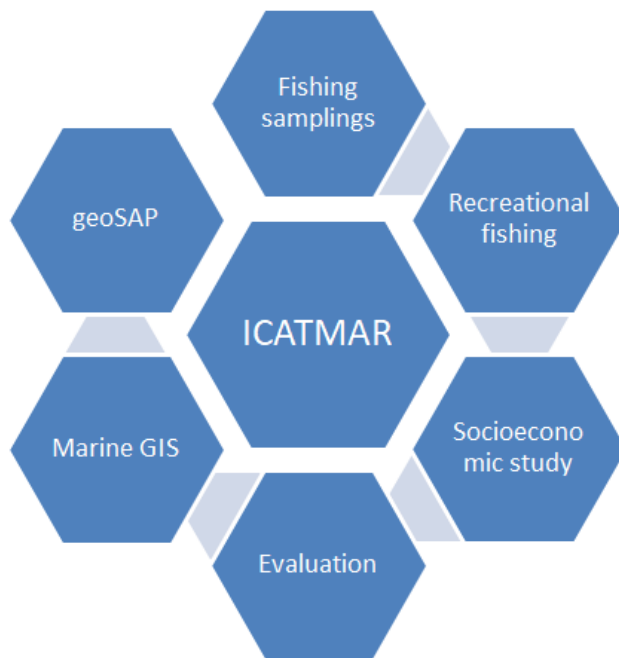 Fishing
samplings
geoSAP
Recreational
fishing
ICATMAR
Marine GIS
Socioecono
mic study
Evaluation